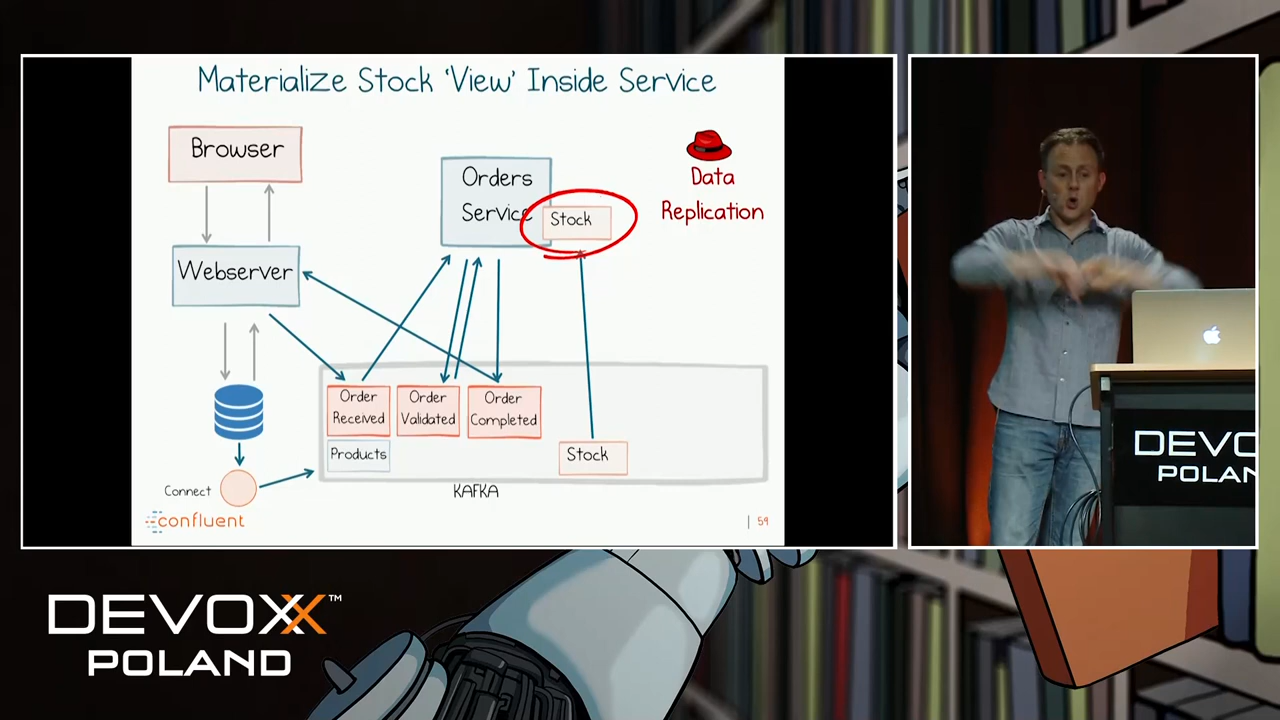 Materialize Stock ‘View’ Inside Service
Browser
Webserver
Orders
Service
Stock
Data
Replication
Order
Received
Order
Validated
Order
Completed
Products
Stock
Connect
KAFKA
confluent
| 59
DEVOXX™
POLAND
DEVO
POLAN